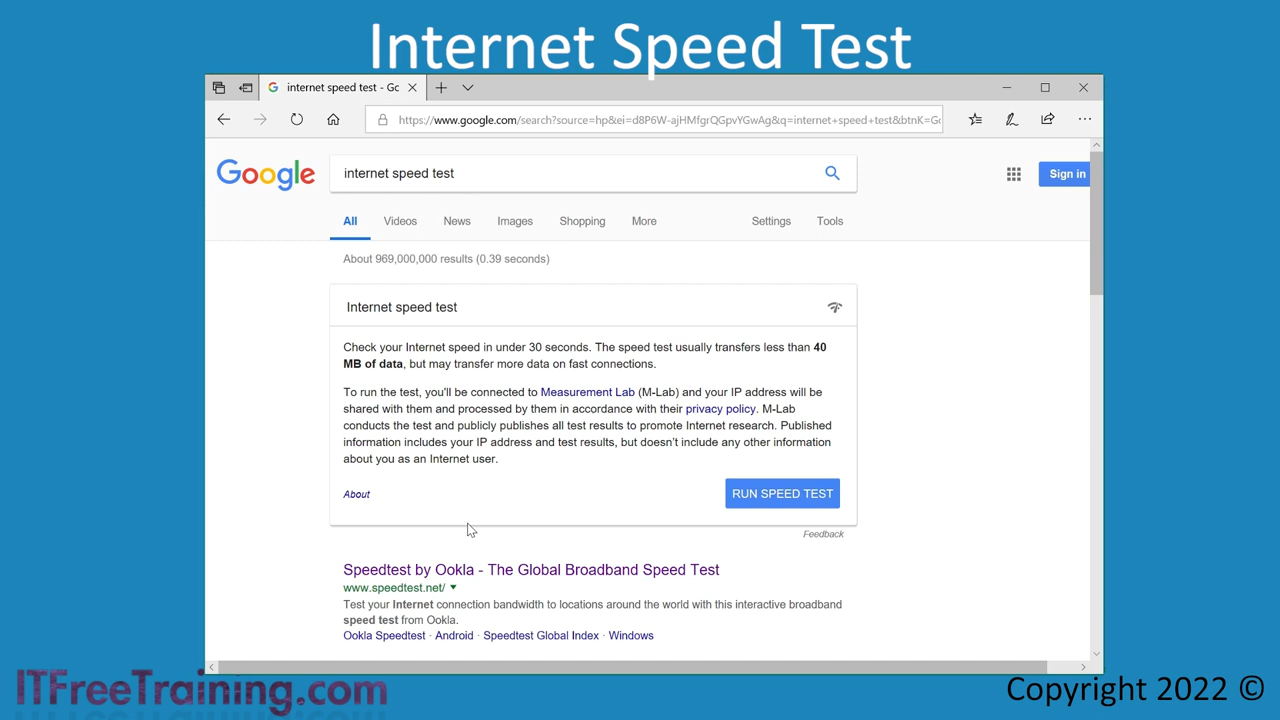 Internet Speed Test
internet speed test - Gc
https://www.google.com/search?source=hp&ei=d8P6W-ajHMfgrQGpvYGwAg&q=internet+speed+test&btnK=Gc
Google
internet speed test
Sign in
All Videos News Images Shopping More Settings Tools
About 969,000,000 results (0.39 seconds)
Internet speed test
Check your Internet speed in under 30 seconds. The speed test usually transfers less than 40
MB of data, but may transfer more data on fast connections.
To run the test, you'll be connected to Measurement Lab (M-Lab) and your IP address will be
shared with them and processed by them in accordance with their privacy policy. M-Lab
conducts the test and publicly publishes all test results to promote Internet research. Published
information includes your IP address and test results, but doesn't include any other information
about you as an Internet user.
About
RUN SPEED TEST
Feedback
Speedtest by Ookla - The Global Broadband Speed Test
www.speedtest.net/
Test your Internet connection bandwidth to locations around the world with this interactive broadband
speed test from Ookla.
Ookla Speedtest · Android · Speedtest Global Index · Windows
ITFreeTraining.com
Copyright 2022 ©